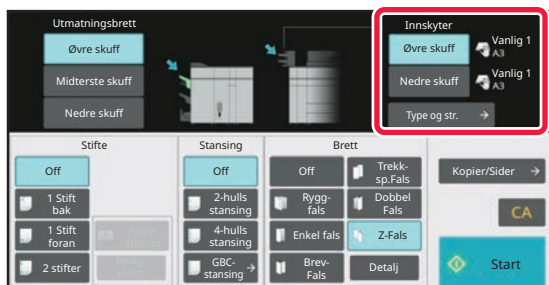 Utmatningsbrett
Øvre skuff
Midterste skuff
Nedre skuff
Innskyter
Øvre skuff
Vanlig 1
A3
Nedre skuff
Vanlig 1
A3
Type og str.
Stifte
Off
1 Stift
bak
1 Stift
foran
2 stifter
Stansing
Off
2-hulls
stansing
4-hulls
stansing
GBC-
stansing
Brett
Off
Trekk-
sp.Fals
Rygg-
fals
Dobbel
Fals
Enkel fals
Z-Fals
Brev-
Fals
Detalj
Kopier/Sider
CA
Start